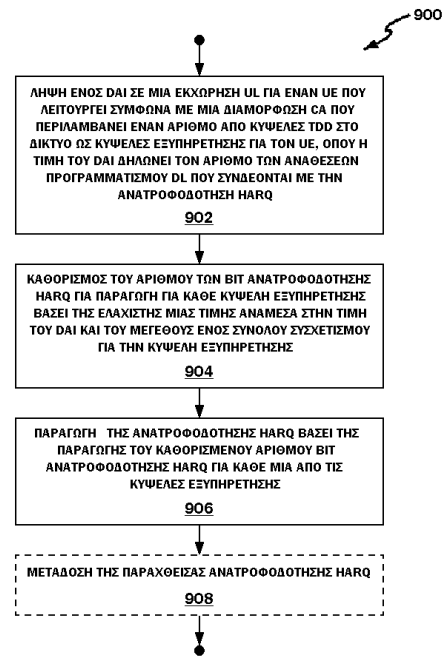 900
ΛΗΨΗ ΕΝΟΣ DAI ΣΕ ΜΙΑ ΕΚΧΩΡΗΣΗ UL ΓΙΑ ΕΝΑΝ UE ΠΟΥ
ΛΕΙΤΟΥΡΓΕΙ ΣΥΜΦΩΝΑ ΜΕ ΜΙΑ ΔΙΑΜΟΡΦΩΣΗ CA ΠΟΥ
ΠΕΡΙΛΑΜΒΑΝΕΙ ΕΝΑΝ ΑΡΙΘΜΟ ΑΠΟ ΚΥΨΕΛΕΣ TDD ΣΤΟ
ΔΙΚΤΥΟ ΩΣ ΚΥΨΕΛΕΣ ΕΞΥΠΗΡΕΤΗΣΗΣ ΓΙΑ ΤΟΝ UE, ΟΠΟΥ Η
ΤΙΜΗ ΤΟΥ DAI ΔΗΛΩΝΕΙ ΤΟΝ ΑΡΙΘΜΟ ΤΩΝ ΑΝΑΘΕΣΕΩΝ
ΠΡΟΓΡΑΜΜΑΤΙΣΜΟΥ DL ΠΟΥ ΣΥΝΔΕΟΝΤΑΙ ΜΕ ΤΗΝ
ΑΝΑΤΡΟΦΟΔΟΤΗΣΗ HARQ
902
ΚΑΘΟΡΙΣΜΟΣ ΤΟΥ ΑΡΙΘΜΟΥ ΤΩΝ BIT ΑΝΑΤΡΟΦΟΔΟΤΗΣΗΣ
HARQ ΓΙΑ ΠΑΡΑΓΩΓΗ ΓΙΑ ΚΑΘΕ ΚΥΨΕΛΗ ΕΞΥΠΗΡΕΤΗΣΗΣ
ΒΑΣΕΙ ΤΗΣ ΕΛΑΧΙΣΤΗΣ ΜΙΑΣ ΤΙΜΗΣ ΑΝΑΜΕΣΑ ΣΤΗΝ ΤΙΜΗ
ΤΟΥ DAI ΚΑΙ ΤΟΥ ΜΕΓΕΘΟΥΣ ΕΝΟΣ ΣΥΝΟΛΟΥ ΣΥΣΧΕΤΙΣΜΟΥ
ΓΙΑ ΤΗΝ ΚΥΨΕΛΗ ΕΞΥΠΗΡΕΤΗΣΗΣ
904
ΠΑΡΑΓΩΓΗ ΤΗΣ ΑΝΑΤΡΟΦΟΔΟΤΗΣΗΣ HARQ ΒΑΣΕΙ ΤΗΣ
ΠΑΡΑΓΩΓΗΣ ΤΟΥ ΚΑΘΟΡΙΣΜΕΝΟΥ ΑΡΙΘΜΟΥ BIT
ΑΝΑΤΡΟΦΟΔΟΤΗΣΗΣ HARQ ΓΙΑ ΚΑΘΕ ΜΙΑ ΑΠΟ ΤΙΣ
ΚΥΨΕΛΕΣ ΕΞΥΠΗΡΕΤΗΣΗΣ
906
ΜΕΤΑΔΟΣΗ ΤΗΣ ΠΑΡΑΧΘΕΙΣΑΣ ΑΝΑΤΡΟΦΟΔΟΤΗΣΗΣ HARQ
908